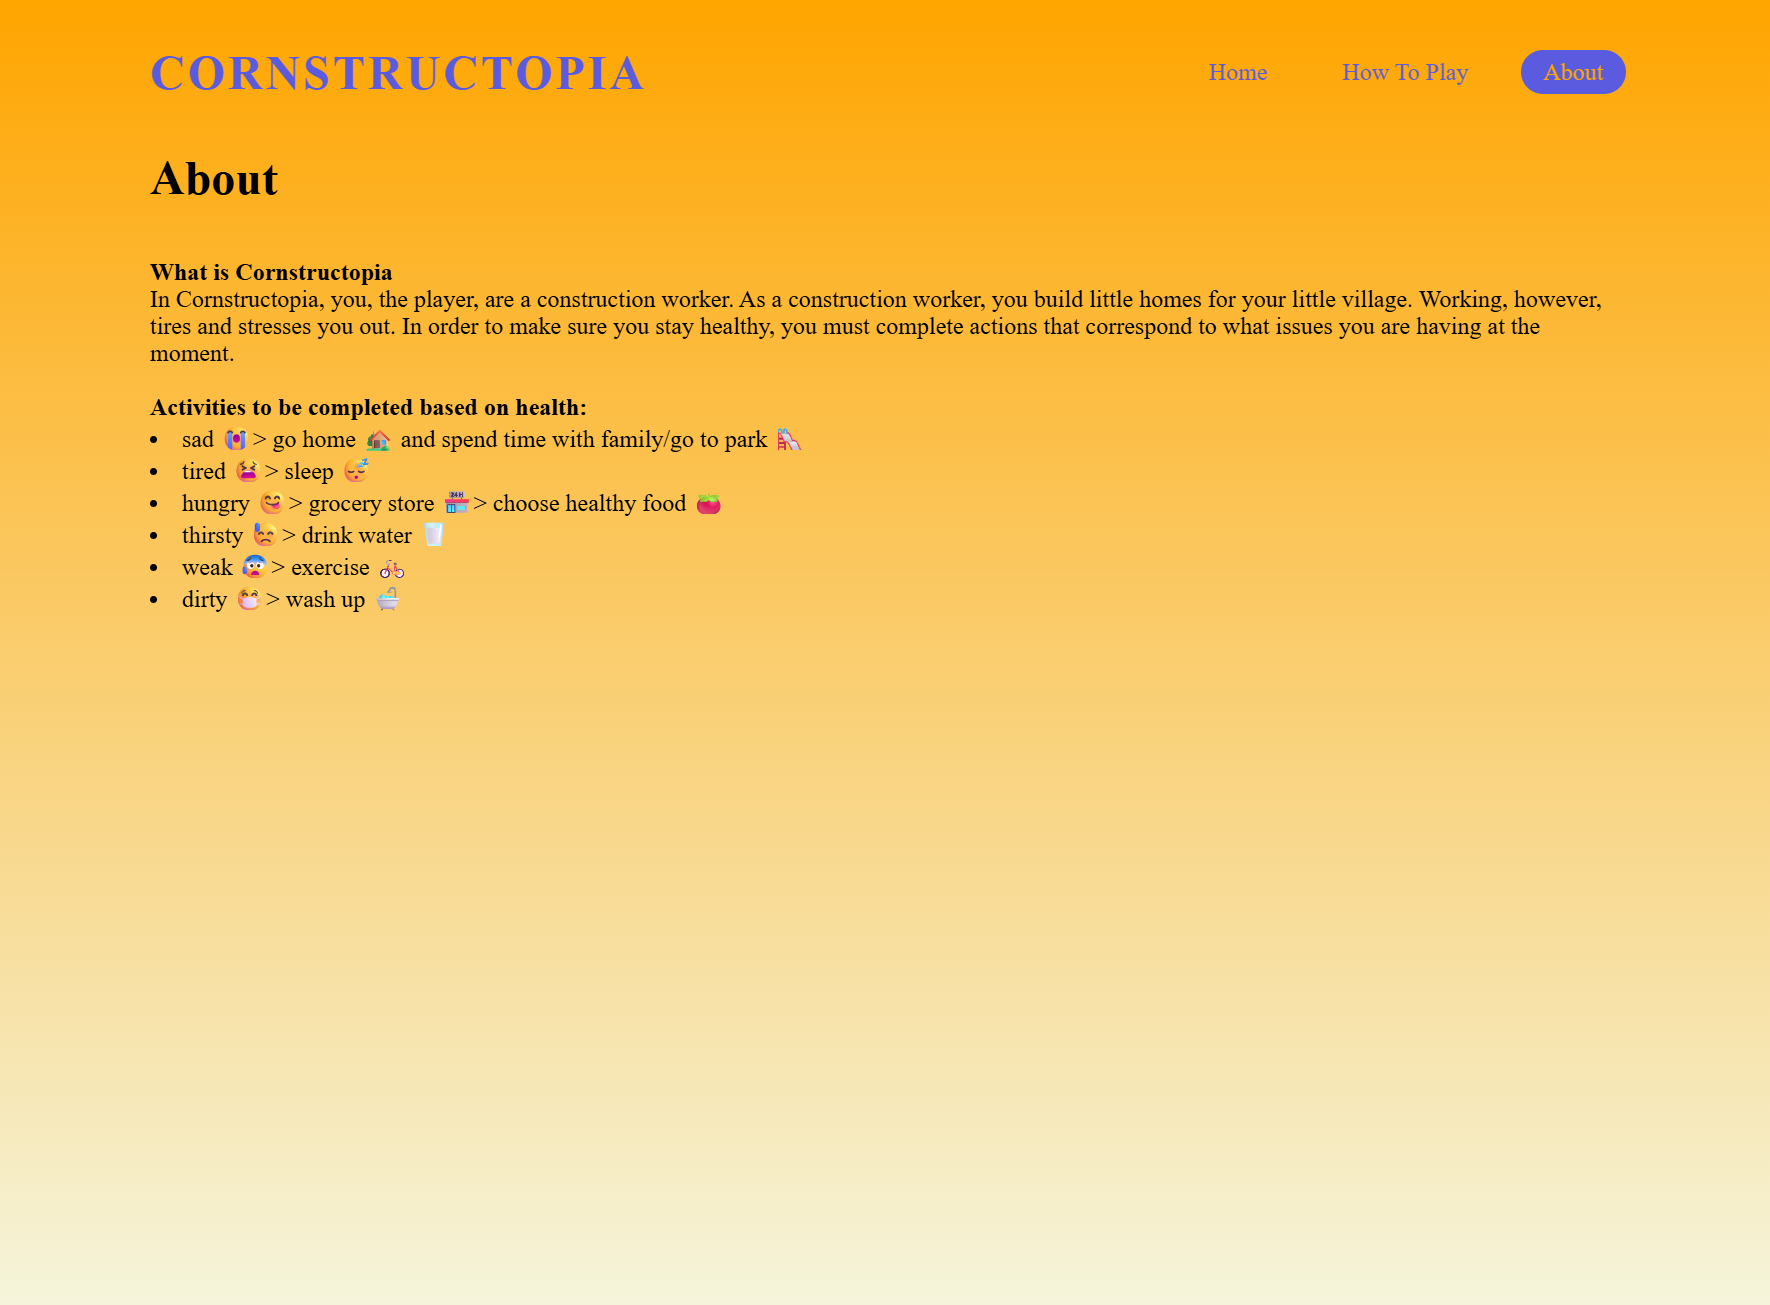 CORNSTRUCTOPIA
Home
How To Play
About
About
What is Cornstructopia
In Cornstructopia, you, the player, are a construction worker. As a construction worker, you build little homes for your little village. Working, however,
tires and stresses you out. In order to make sure you stay healthy, you must complete actions that correspond to what issues you are having at the
moment.
Activities to be completed based on health:
• sad 😭 > go home 🏡 and spend time with family/go to park 🛝
• tired 😫 > sleep 😴
• hungry 😋 > grocery store 🏪 > choose healthy food 🍅
• thirsty 😓 > drink water 🥛
• weak 😰 > exercise 🚲
• dirty 😷 > wash up 🛁